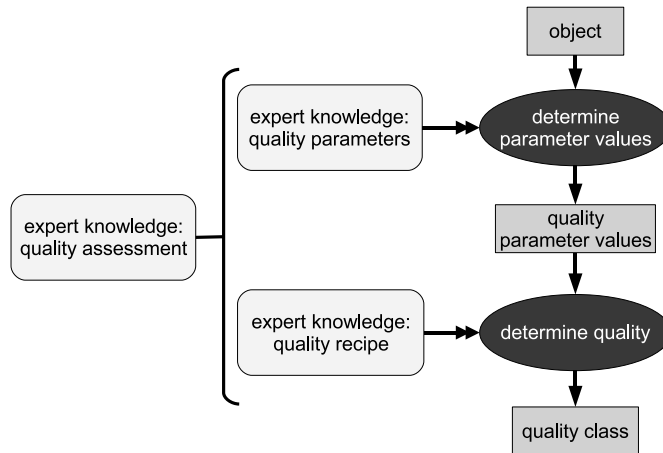 object
expert knowledge:
quality parameters
determine
parameter values
expert knowledge:
quality assessment
quality
parameter values
expert knowledge:
quality recipe
determine quality
quality class